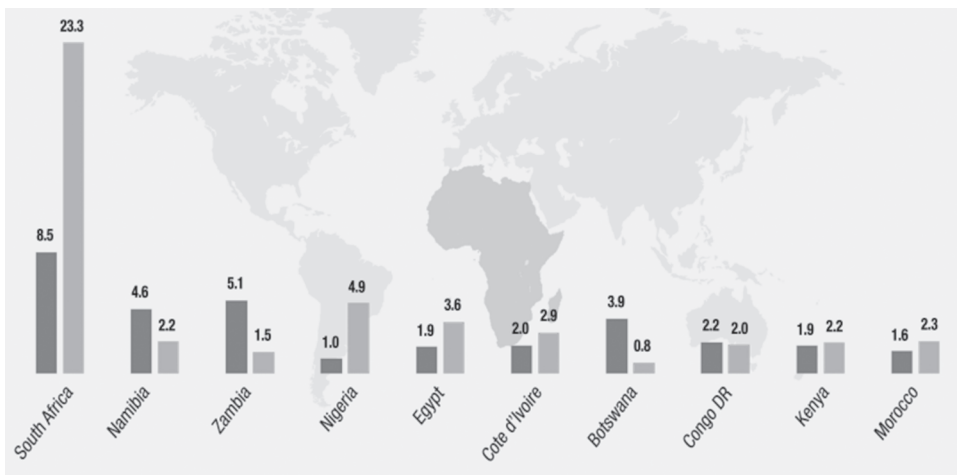 23.3
8.5
4.6
2.2
5.1
1.5
1.0
4.9
1.9
3.6
2.0
2.9
3.9
0.8
2.2
2.0
1.9
2.2
1.6
2.3
South Africa
Namibia
Zambia
Nigeria
Egypt
Cote d'Ivoire
Botswana
Congo DR
Kenya
Morocco